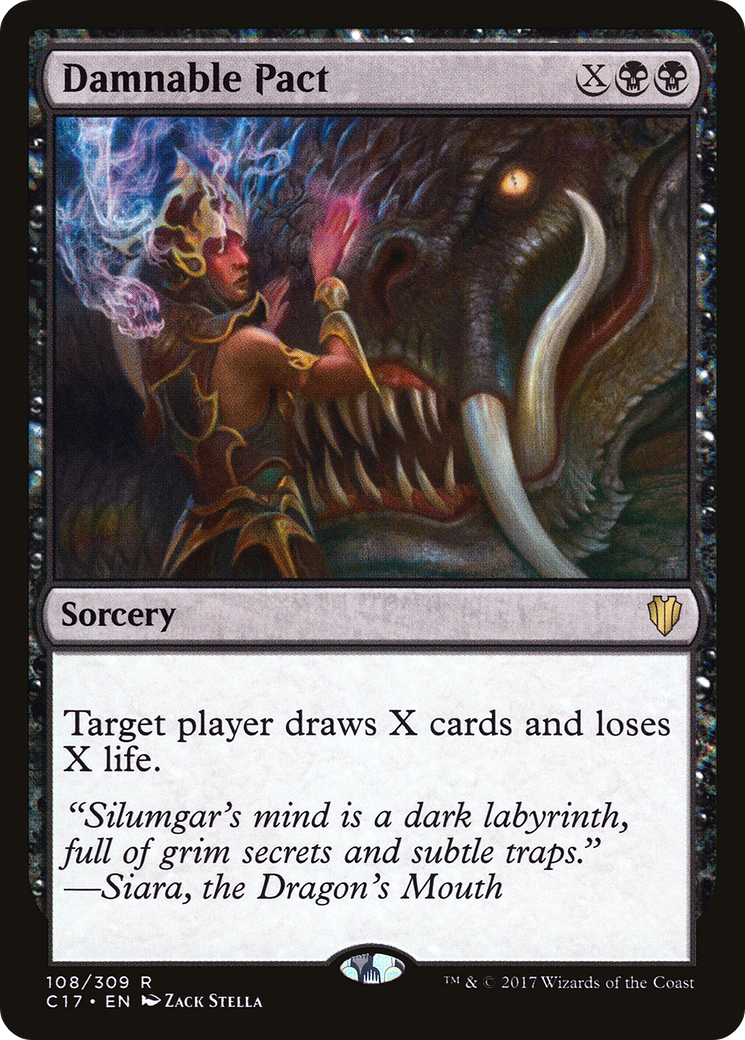 Damnable Pact
X
Sorcery
Target player draws X cards and loses
X life.
“Silumgar’s mind is a dark labyrinth,
full of grim secrets and subtle traps.”
—Siara, the Dragon’s Mouth
108/309 R
C17 • EN Zack Stella
™ & © 2017 Wizards of the Coast